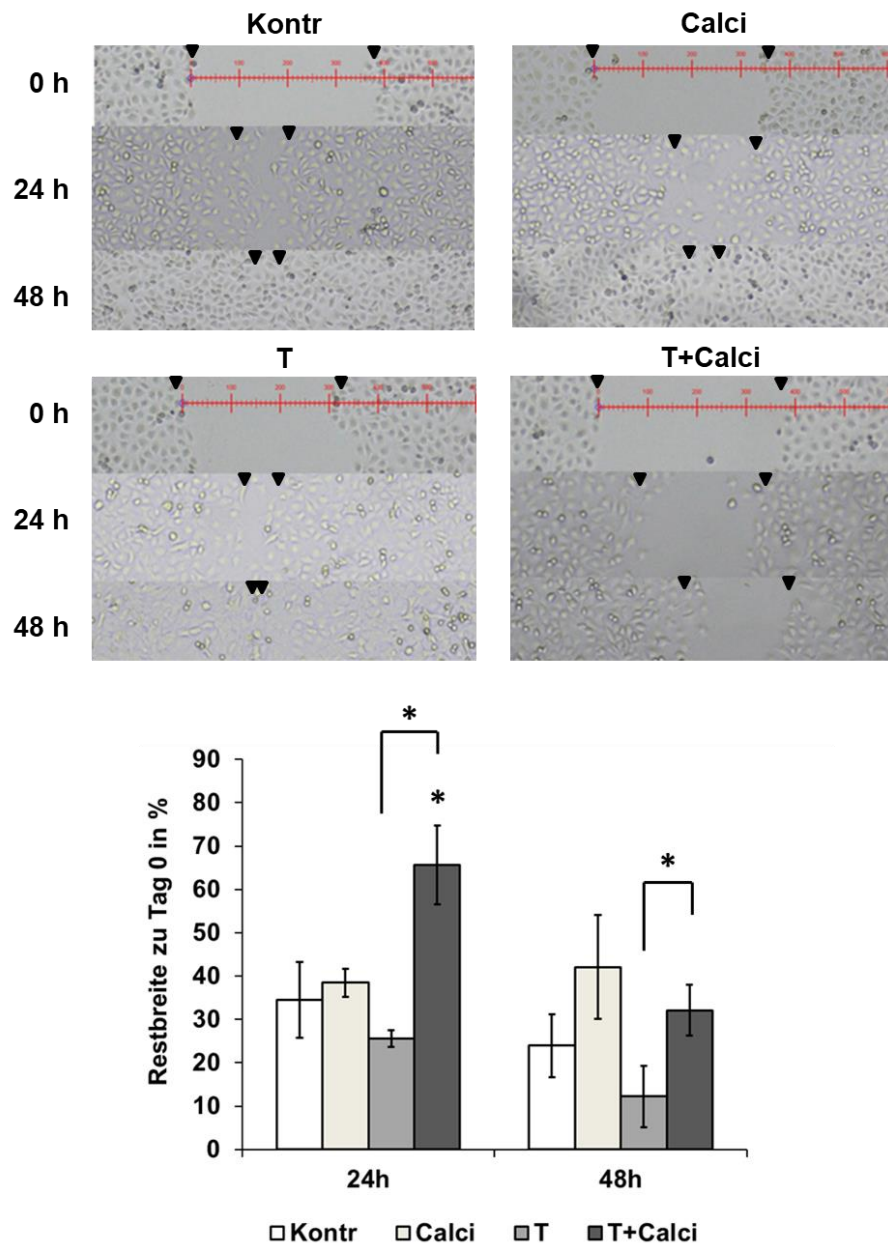 Kontr
Calci
0 h
24 h
48 h
T
T+Calci
0 h
24 h
48 h
*
*
*
Restbreite zu Tag 0 in %
90
80
70
60
50
40
30
20
10
0
24h
48h
Kontr
Calci
T
T+Calci